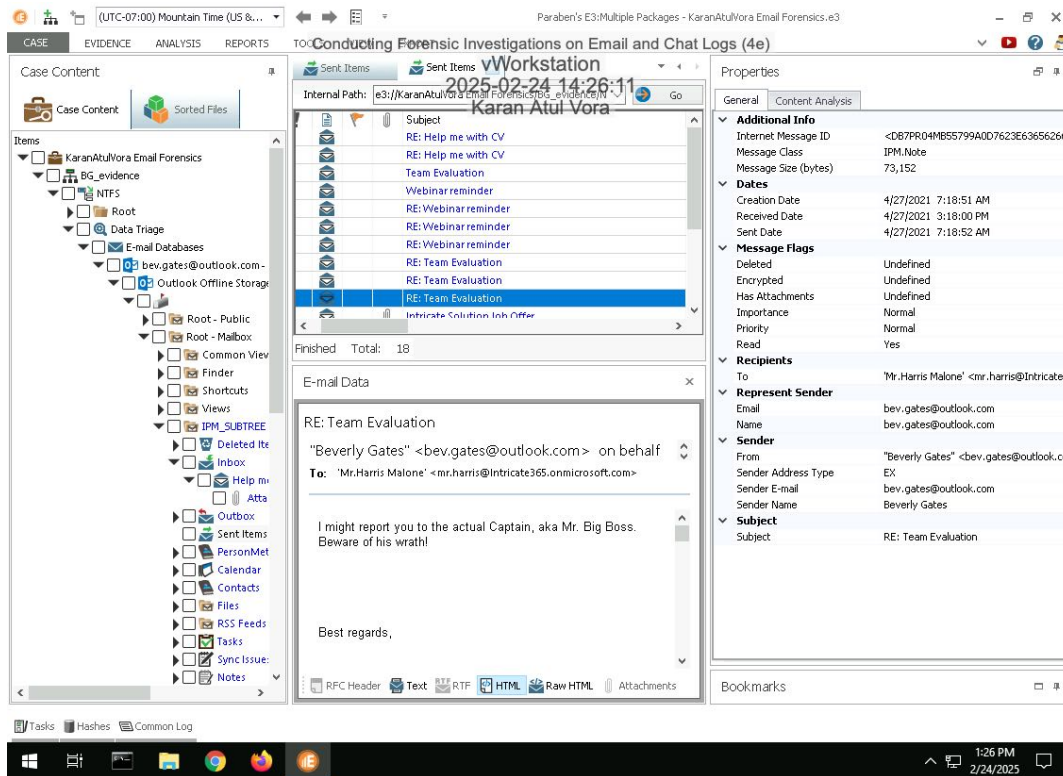 (UTC-07:00) Mountain Time (US &...
Paraben's E3:Multiple Packages - KaranAtulVora Email Forensics.e3
CASE EVIDENCE ANALYSIS REPORTS
Conducting Forensic Investigations on Email and Chat Logs (4e)
vWorkstation
2025-02-24 14:26:11
Karan Atul Vora
Case Content
Case Content
Sorted Files
Items
KaranAtulVora Email Forensics
BG_evidence
NTFS
Root
Data Triage
E-mail Databases
bev.gates@outlook.com -
Outlook Offline Storage
Root - Public
Root - Mailbox
Common View
Finder
Shortcuts
Views
IPM_SUBTREE
Deleted Ite
Inbox
Help me
Atta
Outbox
Sent Items
PersonMet
Calendar
Contacts
Files
RSS Feeds
Tasks
Sync Issue:
Notes
Sent Items
Sent Items
Internal Path: e3://KaranAtulVora Email Forensics/BG_evidence/N
Go
Subject
RE: Help me with CV
RE: Help me with CV
Team Evaluation
Webinar reminder
RE: Webinar reminder
RE: Webinar reminder
RE: Webinar reminder
RE: Team Evaluation
RE: Team Evaluation
RE: Team Evaluation
Intricate Solution Job Offer
Finished Total: 18
E-mail Data
RE: Team Evaluation
"Beverly Gates" <bev.gates@outlook.com> on behalf
To: 'Mr.Harris Malone' <mr.harris@Intricate365.onmicrosoft.com>
I might report you to the actual Captain, aka Mr. Big Boss.
Beware of his wrath!
Best regards,
RFC Header Text RTF HTML Raw HTML Attachments
Properties
General Content Analysis
Additional Info
Internet Message ID <DB7PR04MB55799A0D7623E6365626
Message Class IPM.Note
Message Size (bytes) 73,152
Dates
Creation Date 4/27/2021 7:18:51 AM
Received Date 4/27/2021 3:18:00 PM
Sent Date 4/27/2021 7:18:52 AM
Message Flags
Deleted Undefined
Encrypted Undefined
Has Attachments Undefined
Importance Normal
Priority Normal
Read Yes
Recipients
To 'Mr.Harris Malone' <mr.harris@Intricate
Represent Sender
Email bev.gates@outlook.com
Name bev.gates@outlook.com
Sender
From "Beverly Gates" <bev.gates@outlook.c
Sender Address Type EX
Sender E-mail bev.gates@outlook.com
Sender Name Beverly Gates
Subject
Subject RE: Team Evaluation
Bookmarks
Tasks Hashes Common Log
1:26 PM
2/24/2025